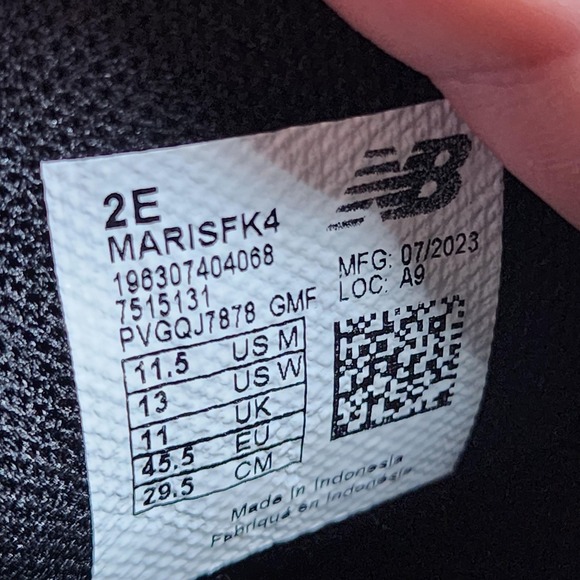 NB
2E
MARISFK4
196307404068
7515131
PVGQJ7878 GMF
MFG: 07/2023
LOC: A9
11.5 US M
13 US W
11 UK
45.5 EU
29.5 CM
Made in Indonesia
Fabriqué en Indonésie